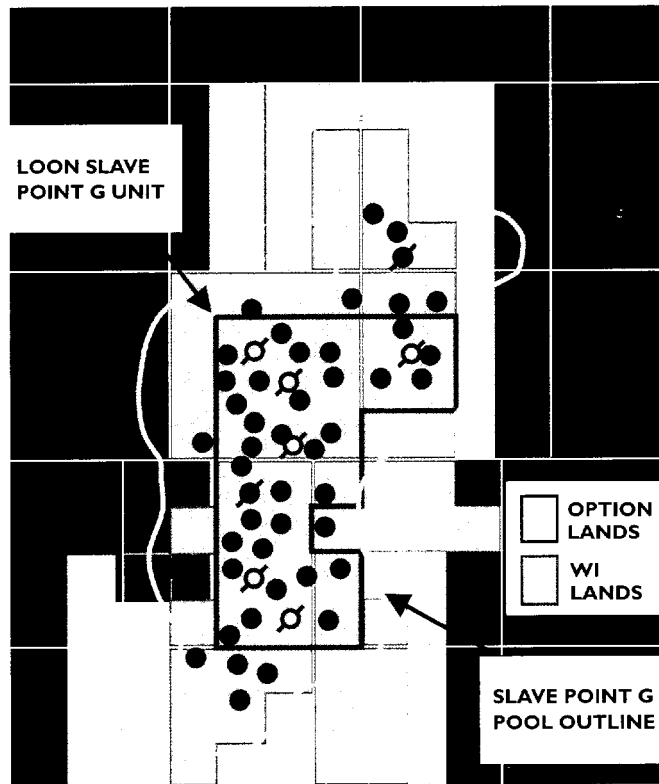 LOON SLAVE
POINT G UNIT
OPTION
LANDS
WI
LANDS
SLAVE POINT G
POOL OUTLINE